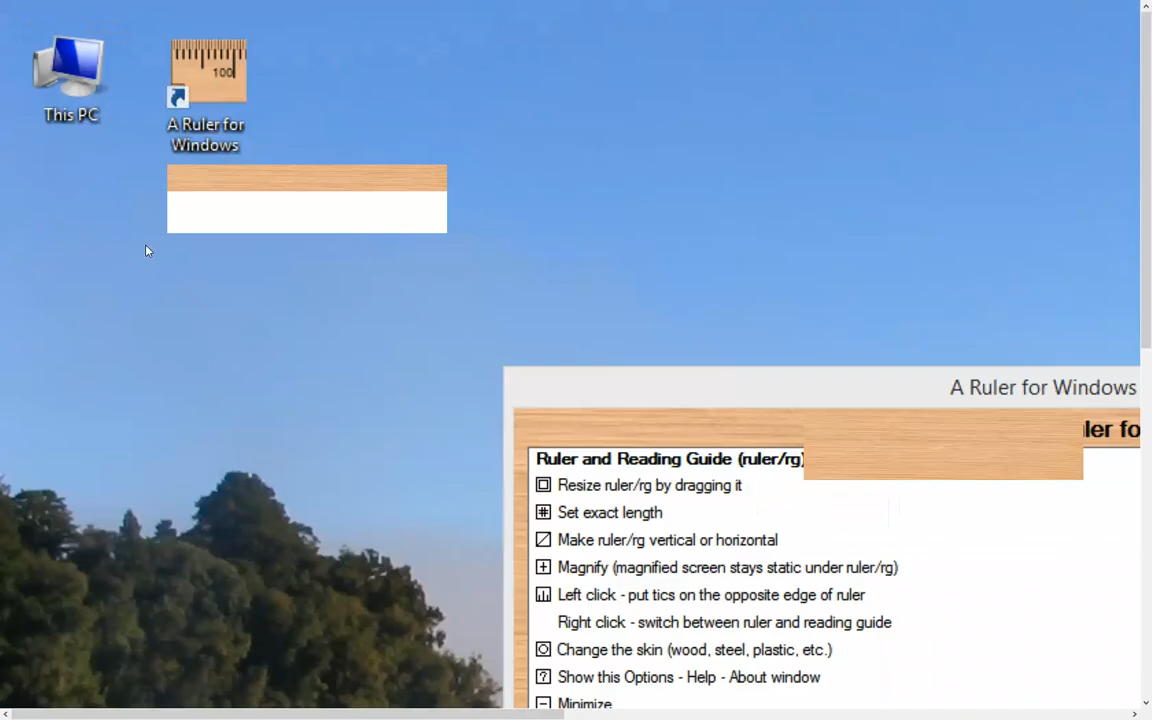 100
This PC
A Ruler for
Windows
A Ruler for Windows
ler fo
Ruler and Reading Guide (ruler/rg)
Resize ruler/rg by dragging it
# Set exact length
Make ruler/rg vertical or horizontal
+ Magnify (magnified screen stays static under ruler/rg)
Left click - put tics on the opposite edge of ruler
Right click - switch between ruler and reading guide
Change the skin (wood, steel, plastic, etc.)
? Show this Options - Help - About window
Minimize